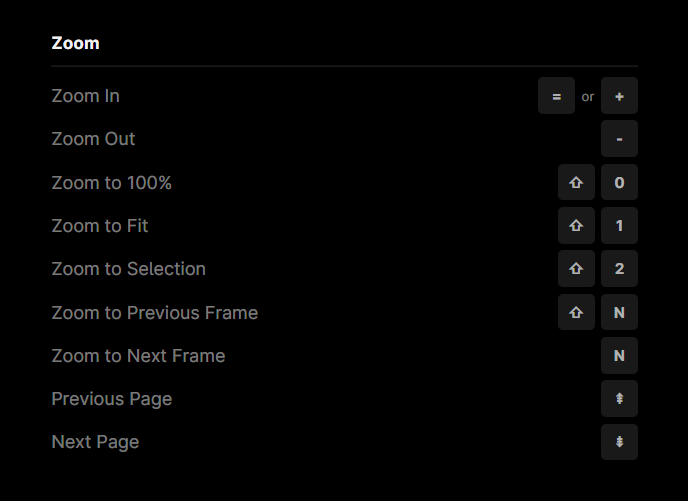 Zoom
Zoom In = or +
Zoom Out -
Zoom to 100% ⇧ 0
Zoom to Fit ⇧ 1
Zoom to Selection ⇧ 2
Zoom to Previous Frame ⇧ N
Zoom to Next Frame N
Previous Page ⇞
Next Page ⇟